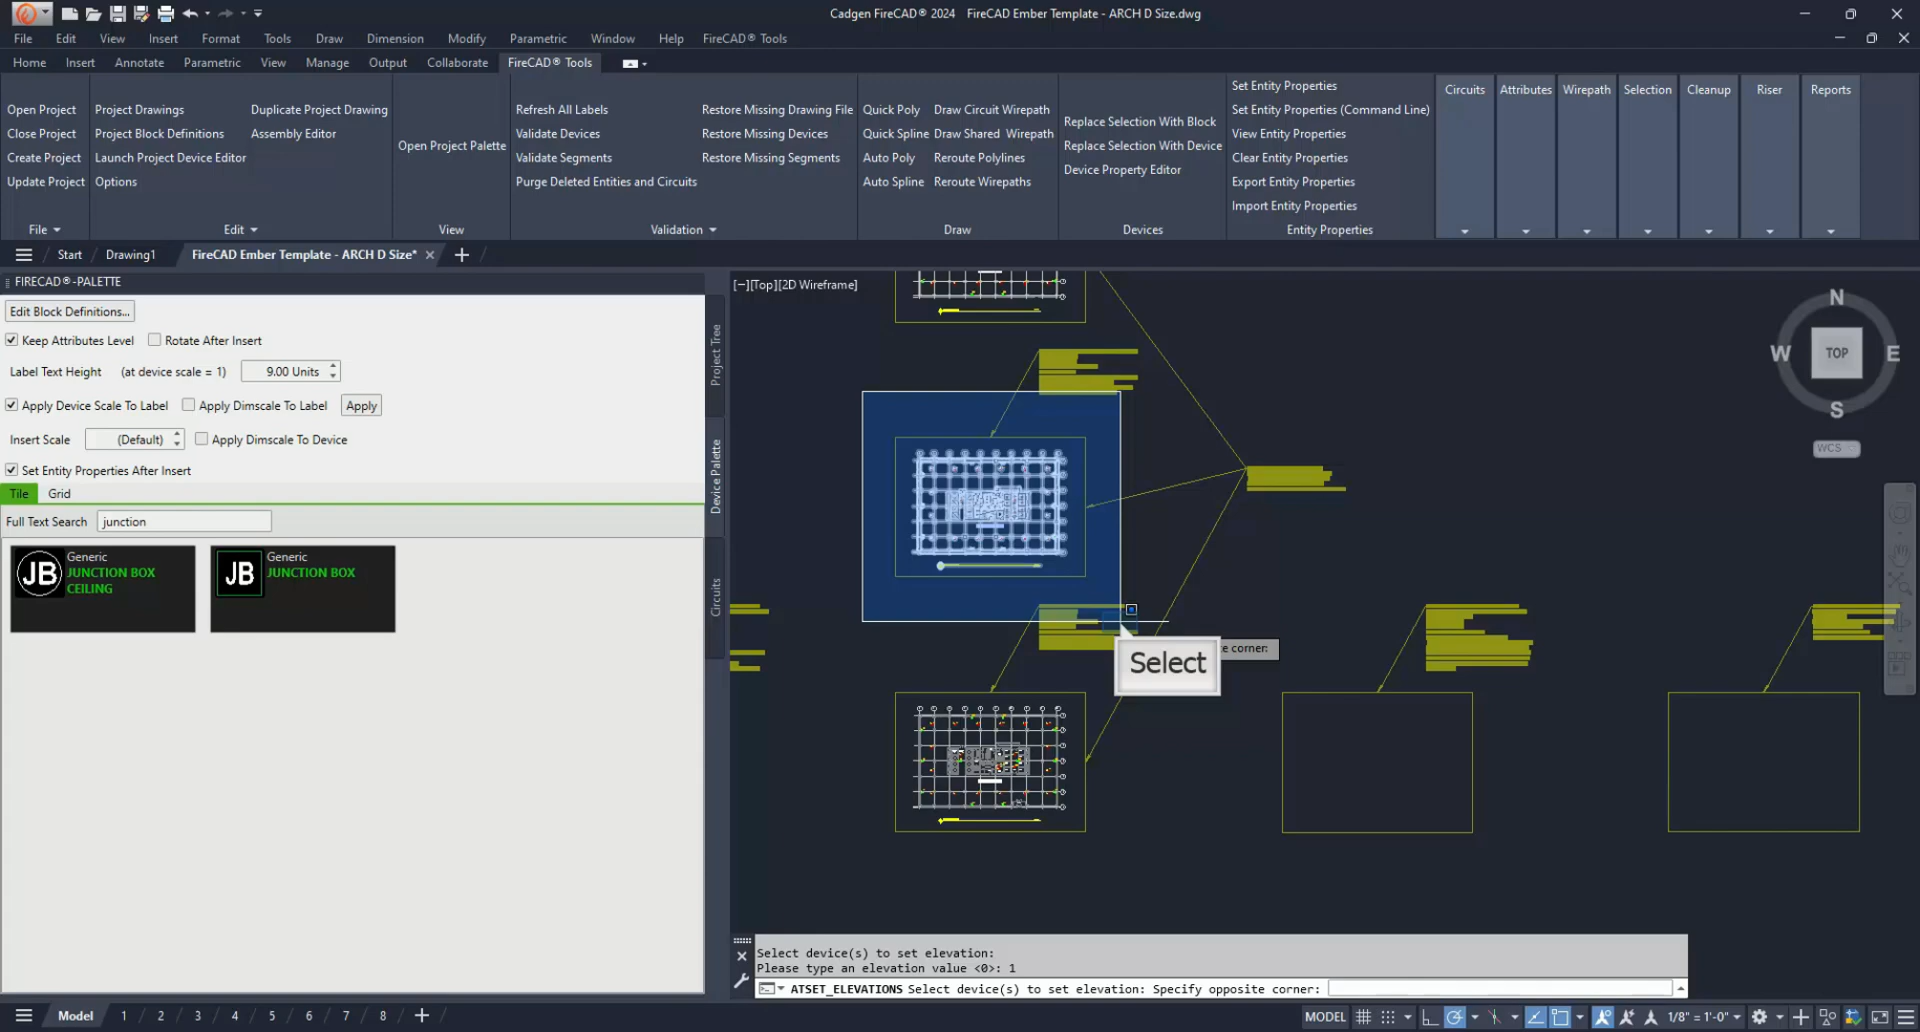 Cadgen FireCAD® 2024 FireCAD Ember Template - ARCH D Size.dwg
File Edit View Insert Format Tools Draw Dimension Modify Parametric Window Help FireCAD® Tools
Home Insert Annotate Parametric View Manage Output Collaborate FireCAD® Tools
Open Project
Close Project
Create Project
Update Project
File
Project Drawings
Project Block Definitions
Launch Project Device Editor
Options
Duplicate Project Drawing
Assembly Editor
Edit
Open Project Palette
View
Refresh All Labels
Validate Devices
Validate Segments
Purge Deleted Entities and Circuits
Restore Missing Drawing File
Restore Missing Devices
Restore Missing Segments
Validation
Quick Poly
Quick Spline
Auto Poly
Auto Spline
Draw Circuit Wirepath
Draw Shared Wirepath
Reroute Polylines
Reroute Wirepaths
Draw
Replace Selection With Block
Replace Selection With Device
Device Property Editor
Devices
Set Entity Properties
Set Entity Properties (Command Line)
View Entity Properties
Clear Entity Properties
Export Entity Properties
Import Entity Properties
Entity Properties
Circuits Attributes Wirepath Selection Cleanup Riser Reports
Start Drawing1 FireCAD Ember Template - ARCH D Size*
FIRECAD®-PALETTE
Edit Block Definitions...
Keep Attributes Level Rotate After Insert
Label Text Height (at device scale = 1) 9.00 Units
Apply Device Scale To Label Apply Dimscale To Label Apply
Insert Scale (Default) Apply Dimscale To Device
Set Entity Properties After Insert
Tile Grid
Full Text Search junction
JB Generic
JUNCTION BOX
CEILING
JB Generic
JUNCTION BOX
Project Tree
Device Palette
Circuits
[−][Top][2D Wireframe]
N
W TOP E
S
WCS
Select
e corner:
Select device(s) to set elevation:
Please type an elevation value <0>: 1
ATSET_ELEVATIONS Select device(s) to set elevation: Specify opposite corner:
Model 1 2 3 4 5 6 7 8
MODEL 1/8" = 1'-0"